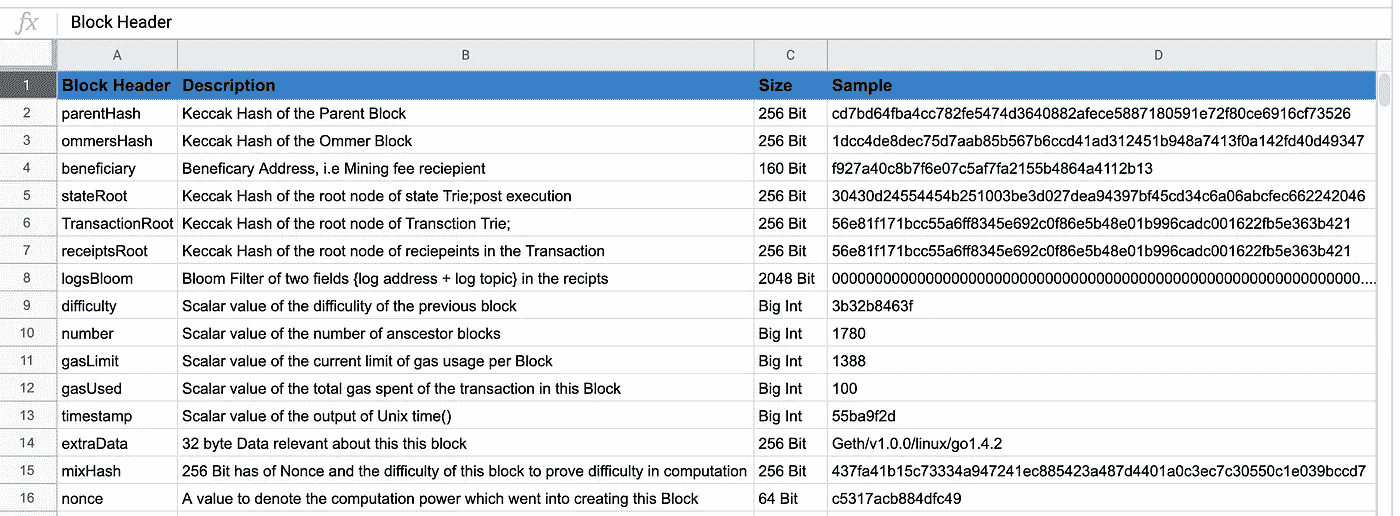 fx Block Header
A B C D
1 Block Header Description Size Sample
2 parentHash Keccak Hash of the Parent Block 256 Bit cd7bd64fba4cc782fe5474d3640882afece5887180591e72f80ce6916cf73526
3 ommersHash Keccak Hash of the Ommer Block 256 Bit 1dcc4de8dec75d7aab85b567b6ccd41ad312451b948a7413f0a142fd40d49347
4 beneficiary Beneficary Address, i.e Mining fee reciepient 160 Bit f927a40c8b7f6e07c5af7fa2155b4864a4112b13
5 stateRoot Keccak Hash of the root node of state Trie;post execution 256 Bit 30430d24554454b251003be3d027dea94397bf45cd34c6a06abcfec662242046
6 TransactionRoot Keccak Hash of the root node of Transction Trie; 256 Bit 56e81f171bcc55a6ff8345e692c0f86e5b48e01b996cadc001622fb5e363b421
7 receiptsRoot Keccak Hash of the root node of reciepeints in the Transaction 256 Bit 56e81f171bcc55a6ff8345e692c0f86e5b48e01b996cadc001622fb5e363b421
8 logsBloom Bloom Filter of two fields {log address + log topic} in the recipts 2048 Bit 000000000000000000000000000000000000000000000000000000000000....
9 difficulty Scalar value of the difficulity of the previous block Big Int 3b32b8463f
10 number Scalar value of the number of anscestor blocks Big Int 1780
11 gasLimit Scalar value of the current limit of gas usage per Block Big Int 1388
12 gasUsed Scalar value of the total gas spent of the transaction in this Block Big Int 100
13 timestamp Scalar value of the output of Unix time() Big Int 55ba9f2d
14 extraData 32 byte Data relevant about this this block 256 Bit Geth/v1.0.0/linux/go1.4.2
15 mixHash 256 Bit has of Nonce and the difficulty of this block to prove difficulty in computation 256 Bit 437fa41b15c73334a947241ec885423a487d4401a0c3ec7c30550c1e039bccd7
16 nonce A value to denote the computation power which went into creating this Block 64 Bit c5317acb884dfc49